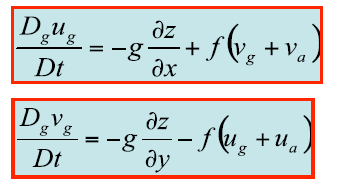 D_g u_g / Dt = −g ∂z/∂x + f(v_g + v_a)
D_g v_g / Dt = −g ∂z/∂y − f(u_g + u_a)